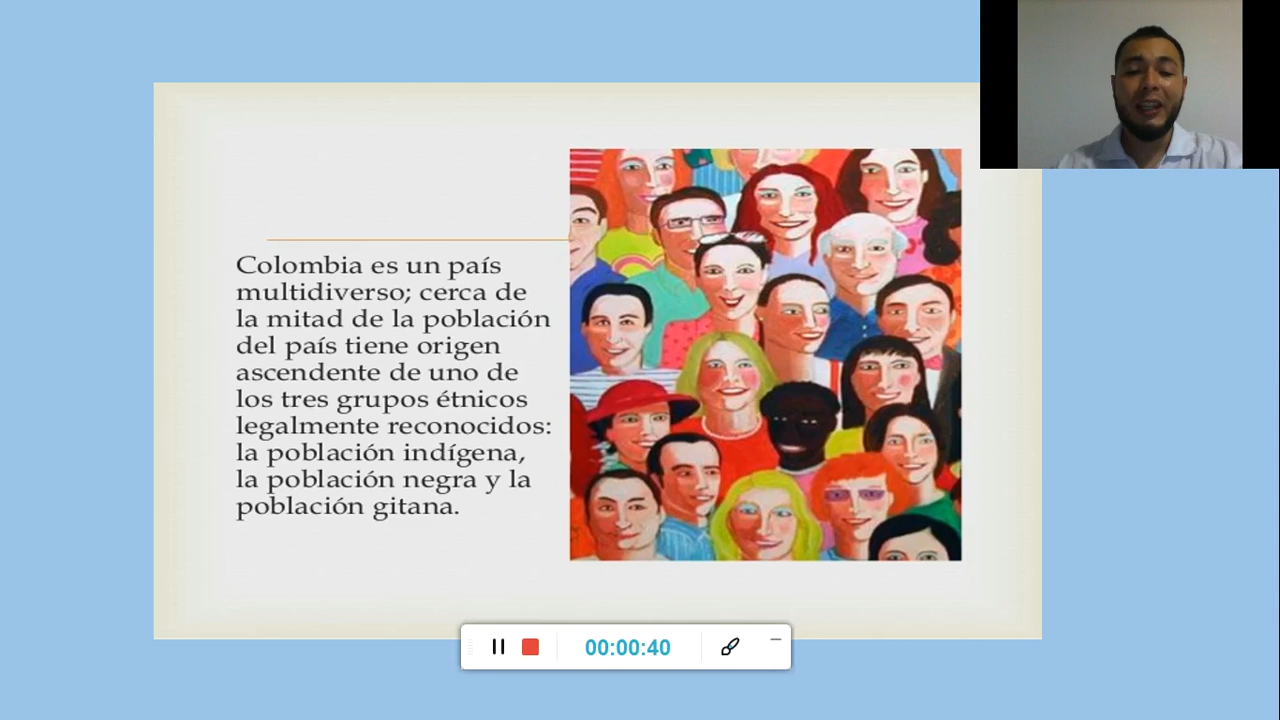 Colombia es un país
multidiverso; cerca de
la mitad de la población
del país tiene origen
ascendente de uno de
los tres grupos étnicos
legalmente reconocidos:
la población indígena,
la población negra y la
población gitana.
00:00:40